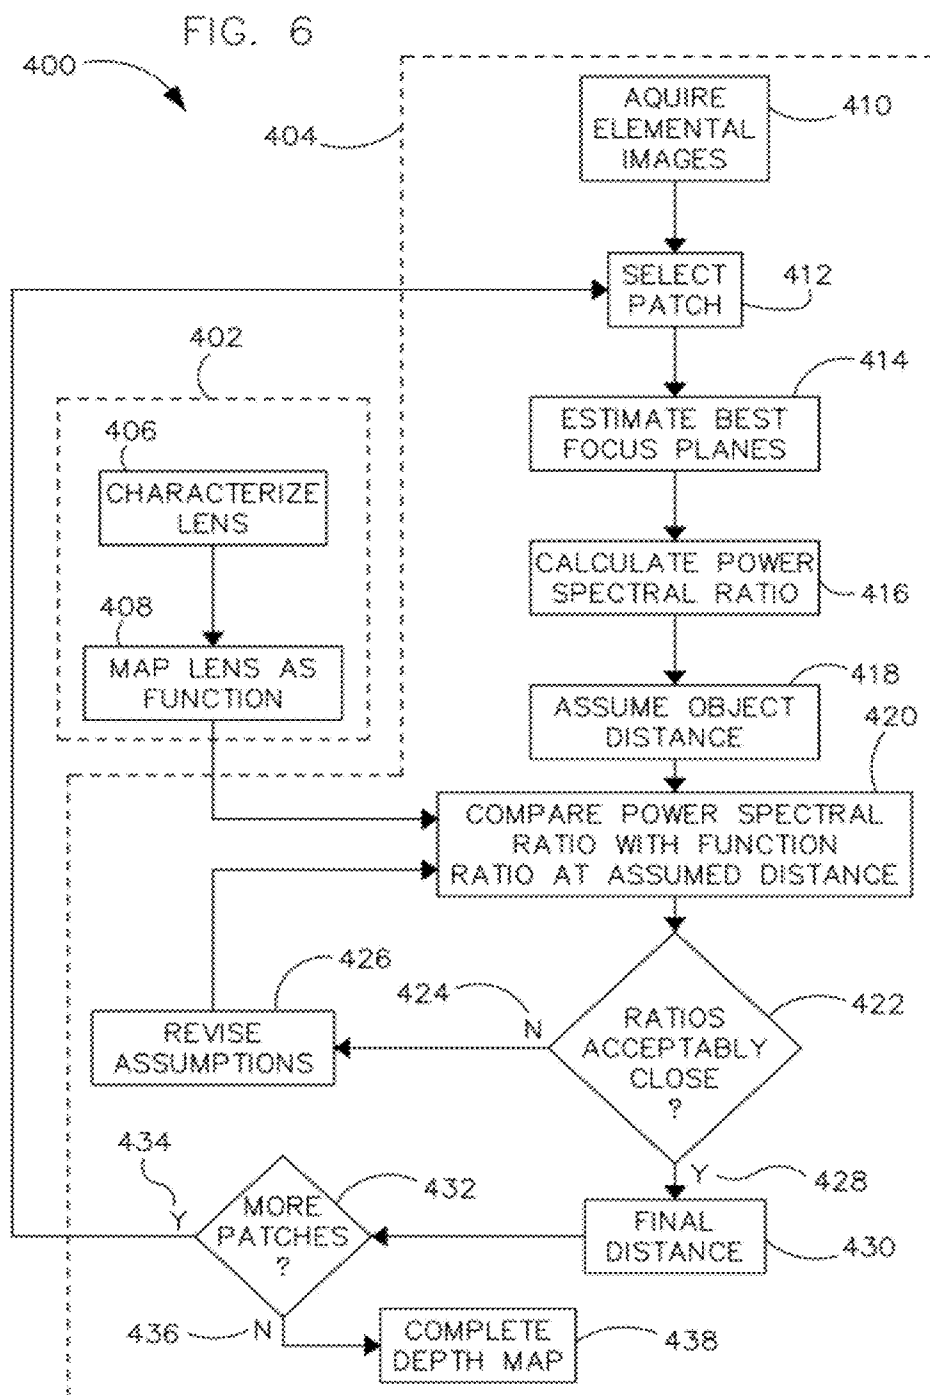 FIG. 6
400
404
AQUIRE
ELEMENTAL
IMAGES
410
SELECT
PATCH
412
402
414
ESTIMATE BEST
FOCUS PLANES
406
CHARACTERIZE
LENS
CALCULATE POWER
SPECTRAL RATIO
416
408
MAP LENS AS
FUNCTION
418
ASSUME OBJECT
DISTANCE
420
COMPARE POWER SPECTRAL
RATIO WITH FUNCTION
RATIO AT ASSUMED DISTANCE
426
424
N
422
RATIOS
ACCEPTABLY
CLOSE
?
REVISE
ASSUMPTIONS
434
Y
432
MORE
PATCHES
?
Y
428
FINAL
DISTANCE
430
436
N
COMPLETE
DEPTH MAP
438